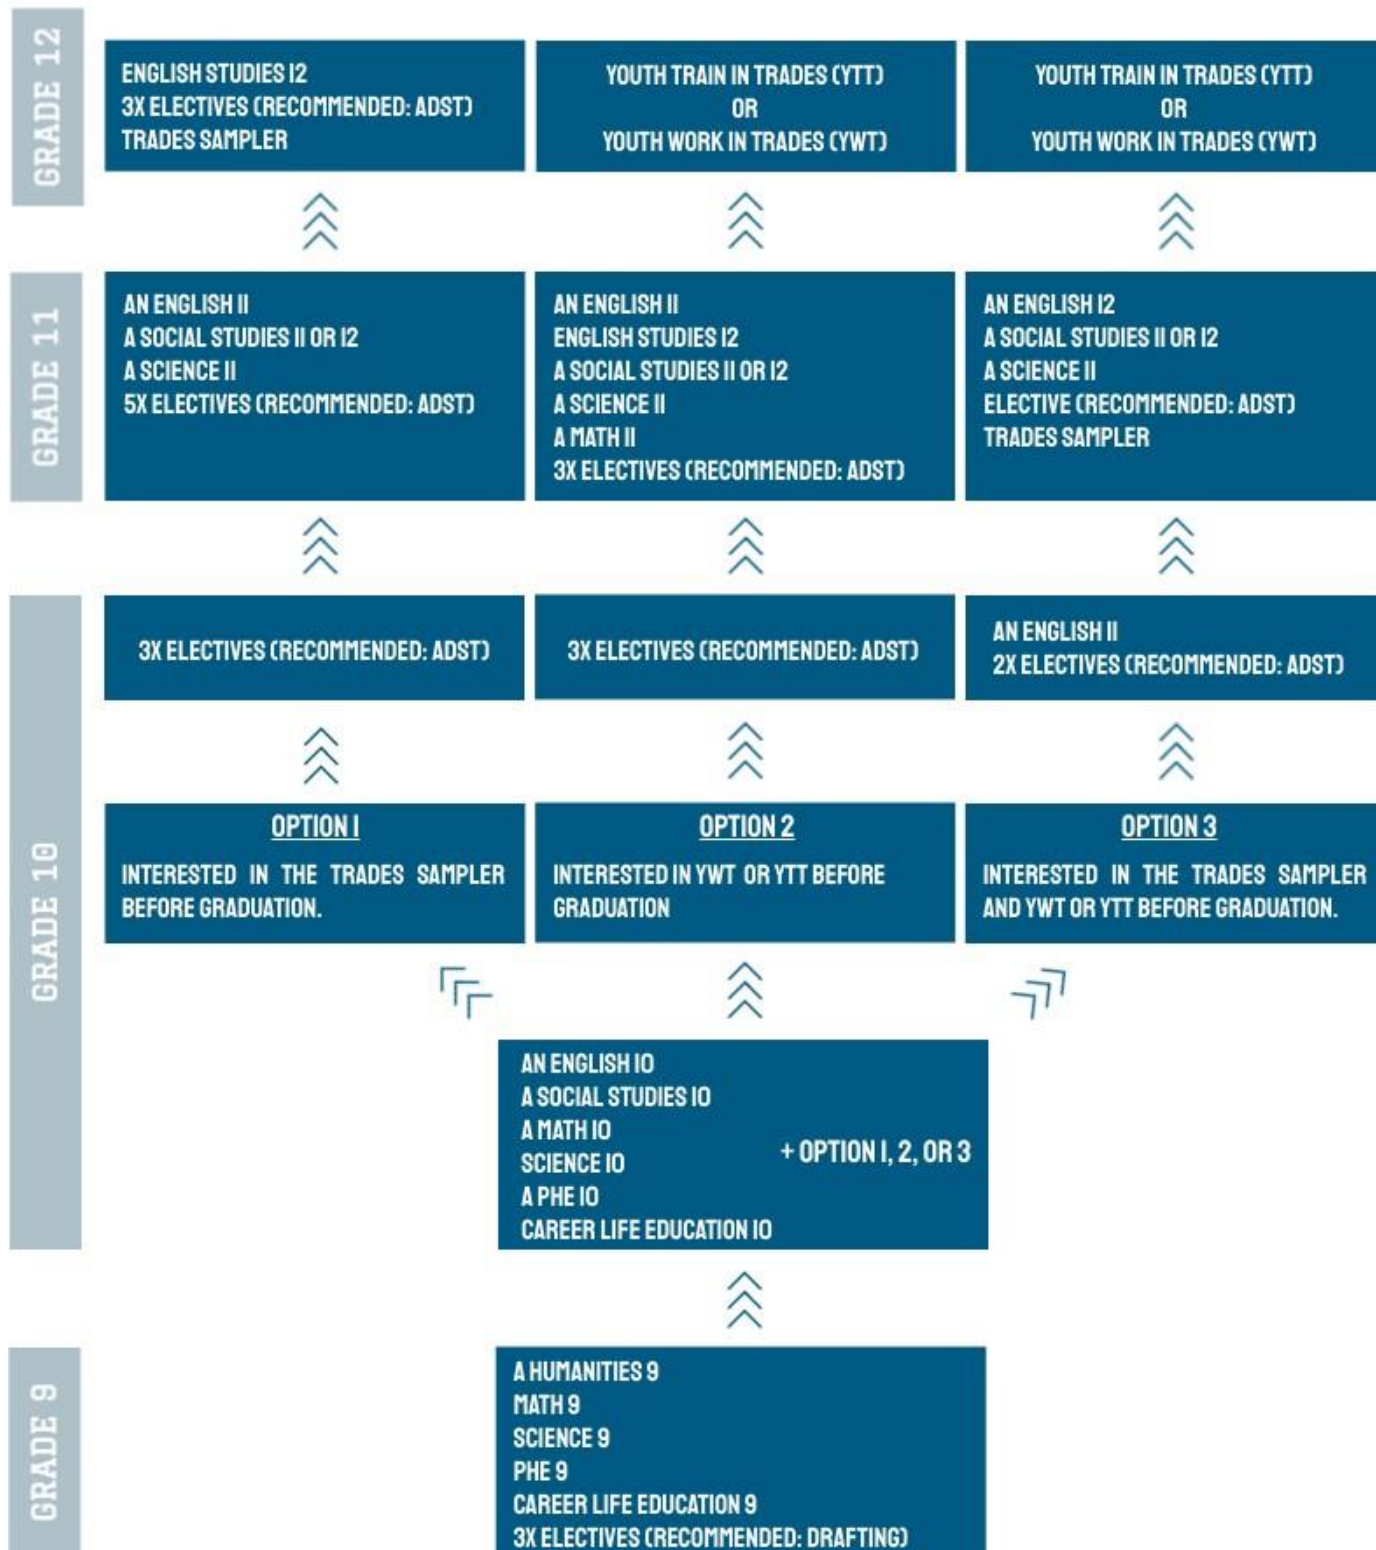 GRADE 12
ENGLISH STUDIES 12
3X ELECTIVES (RECOMMENDED: ADST)
TRADES SAMPLER
YOUTH TRAIN IN TRADES (YTT)
OR
YOUTH WORK IN TRADES (YWT)
YOUTH TRAIN IN TRADES (YTT)
OR
YOUTH WORK IN TRADES (YWT)
GRADE 11
AN ENGLISH 11
A SOCIAL STUDIES 11 OR 12
A SCIENCE 11
5X ELECTIVES (RECOMMENDED: ADST)
AN ENGLISH 11
ENGLISH STUDIES 12
A SOCIAL STUDIES 11 OR 12
A SCIENCE 11
A MATH 11
3X ELECTIVES (RECOMMENDED: ADST)
AN ENGLISH 12
A SOCIAL STUDIES 11 OR 12
A SCIENCE 11
ELECTIVE (RECOMMENDED: ADST)
TRADES SAMPLER
GRADE 10
3X ELECTIVES (RECOMMENDED: ADST)
3X ELECTIVES (RECOMMENDED: ADST)
AN ENGLISH 11
2X ELECTIVES (RECOMMENDED: ADST)
OPTION 1
INTERESTED IN THE TRADES SAMPLER
BEFORE GRADUATION.
OPTION 2
INTERESTED IN YWT OR YTT BEFORE
GRADUATION
OPTION 3
INTERESTED IN THE TRADES SAMPLER
AND YWT OR YTT BEFORE GRADUATION.
AN ENGLISH 10
A SOCIAL STUDIES 10
A MATH 10
SCIENCE 10
A PHE 10
CAREER LIFE EDUCATION 10
+ OPTION 1, 2, OR 3
GRADE 9
A HUMANITIES 9
MATH 9
SCIENCE 9
PHE 9
CAREER LIFE EDUCATION 9
3X ELECTIVES (RECOMMENDED: DRAFTING)